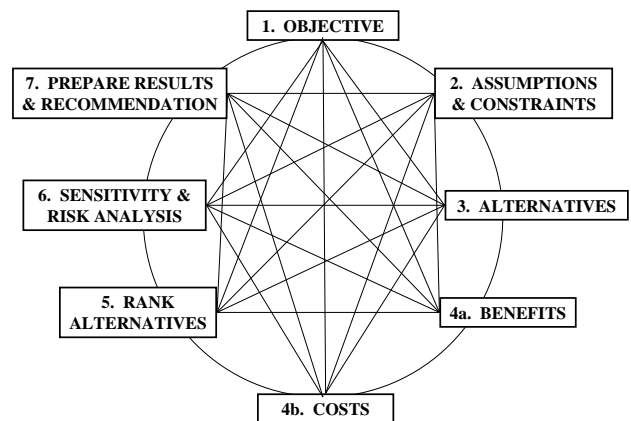 1. OBJECTIVE
7. PREPARE RESULTS
& RECOMMENDATION
2. ASSUMPTIONS
& CONSTRAINTS
6. SENSITIVITY &
RISK ANALYSIS
3. ALTERNATIVES
5. RANK
ALTERNATIVES
4a. BENEFITS
4b. COSTS